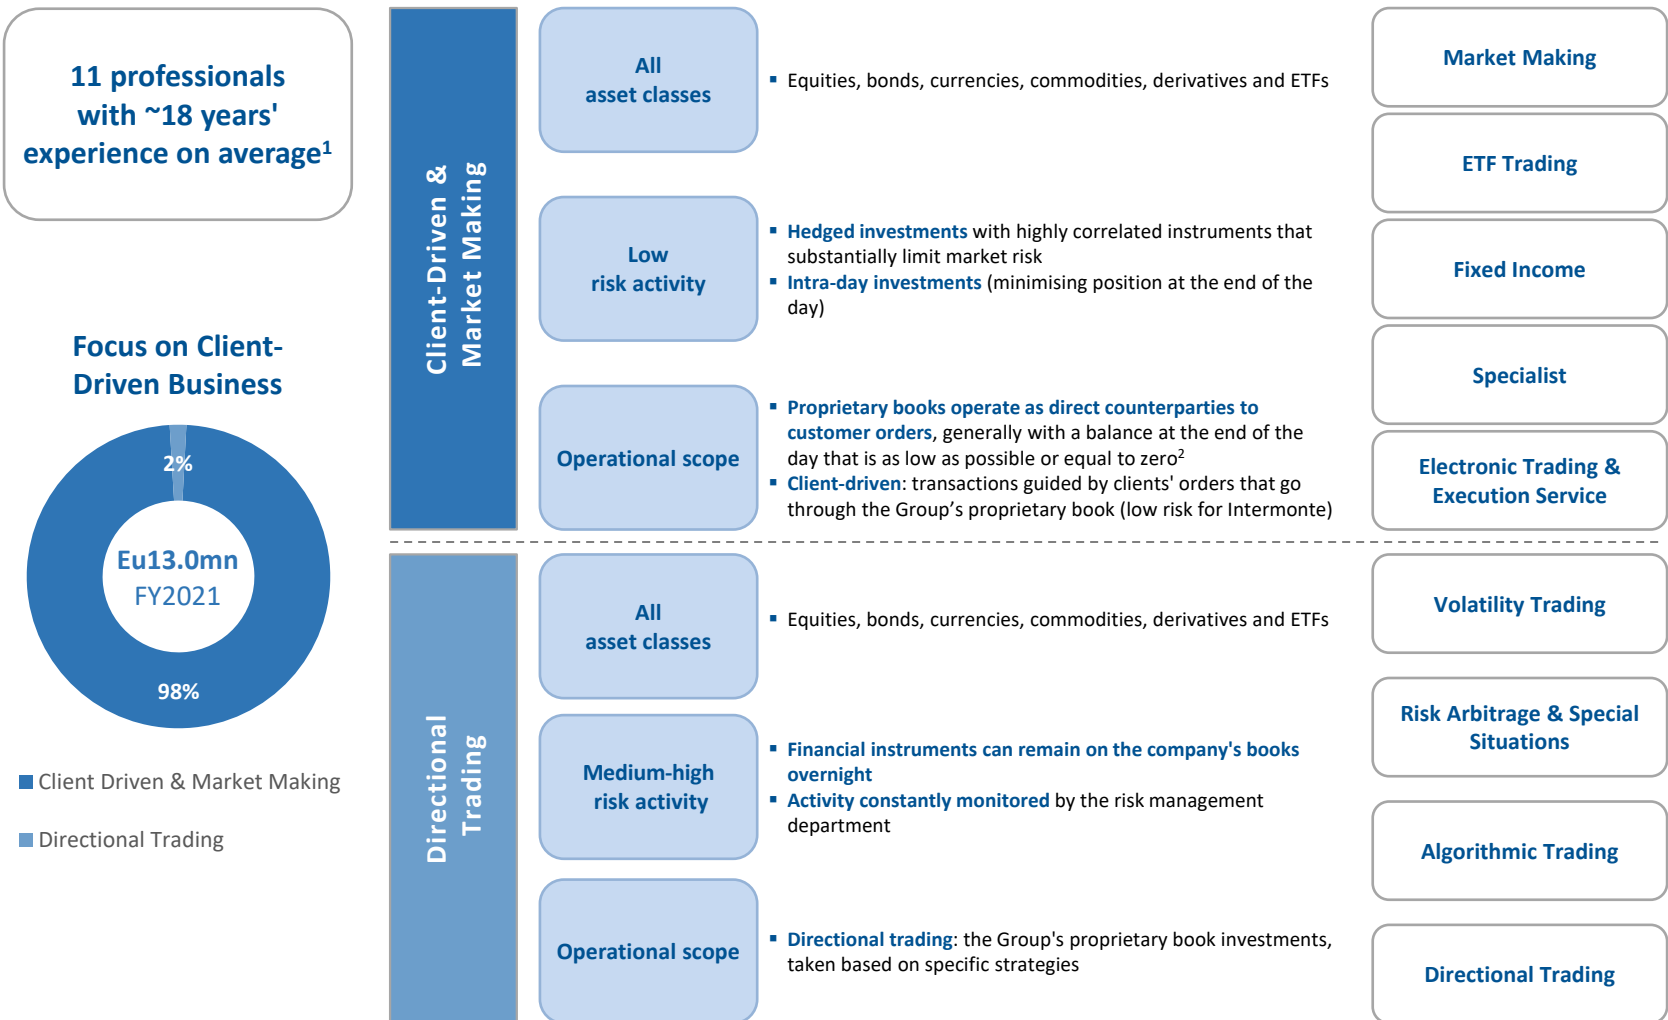 11 professionals
with ~18 years'
experience on average1
Focus on Client-
Driven Business
2%
Eu13.0mn
FY2021
98%
Client Driven & Market Making
Directional Trading
Client-Driven &
Market Making
All
asset classes
▪ Equities, bonds, currencies, commodities, derivatives and ETFs
Low
risk activity
▪ Hedged investments with highly correlated instruments that
substantially limit market risk
▪ Intra-day investments (minimising position at the end of the
day)
Operational scope
▪ Proprietary books operate as direct counterparties to
customer orders, generally with a balance at the end of the
day that is as low as possible or equal to zero2
▪ Client-driven: transactions guided by clients' orders that go
through the Group’s proprietary book (low risk for Intermonte)
Market Making
ETF Trading
Fixed Income
Specialist
Electronic Trading &
Execution Service
Directional
Trading
All
asset classes
▪ Equities, bonds, currencies, commodities, derivatives and ETFs
Medium-high
risk activity
▪ Financial instruments can remain on the company's books
overnight
▪ Activity constantly monitored by the risk management
department
Operational scope
▪ Directional trading: the Group's proprietary book investments,
taken based on specific strategies
Volatility Trading
Risk Arbitrage & Special
Situations
Algorithmic Trading
Directional Trading